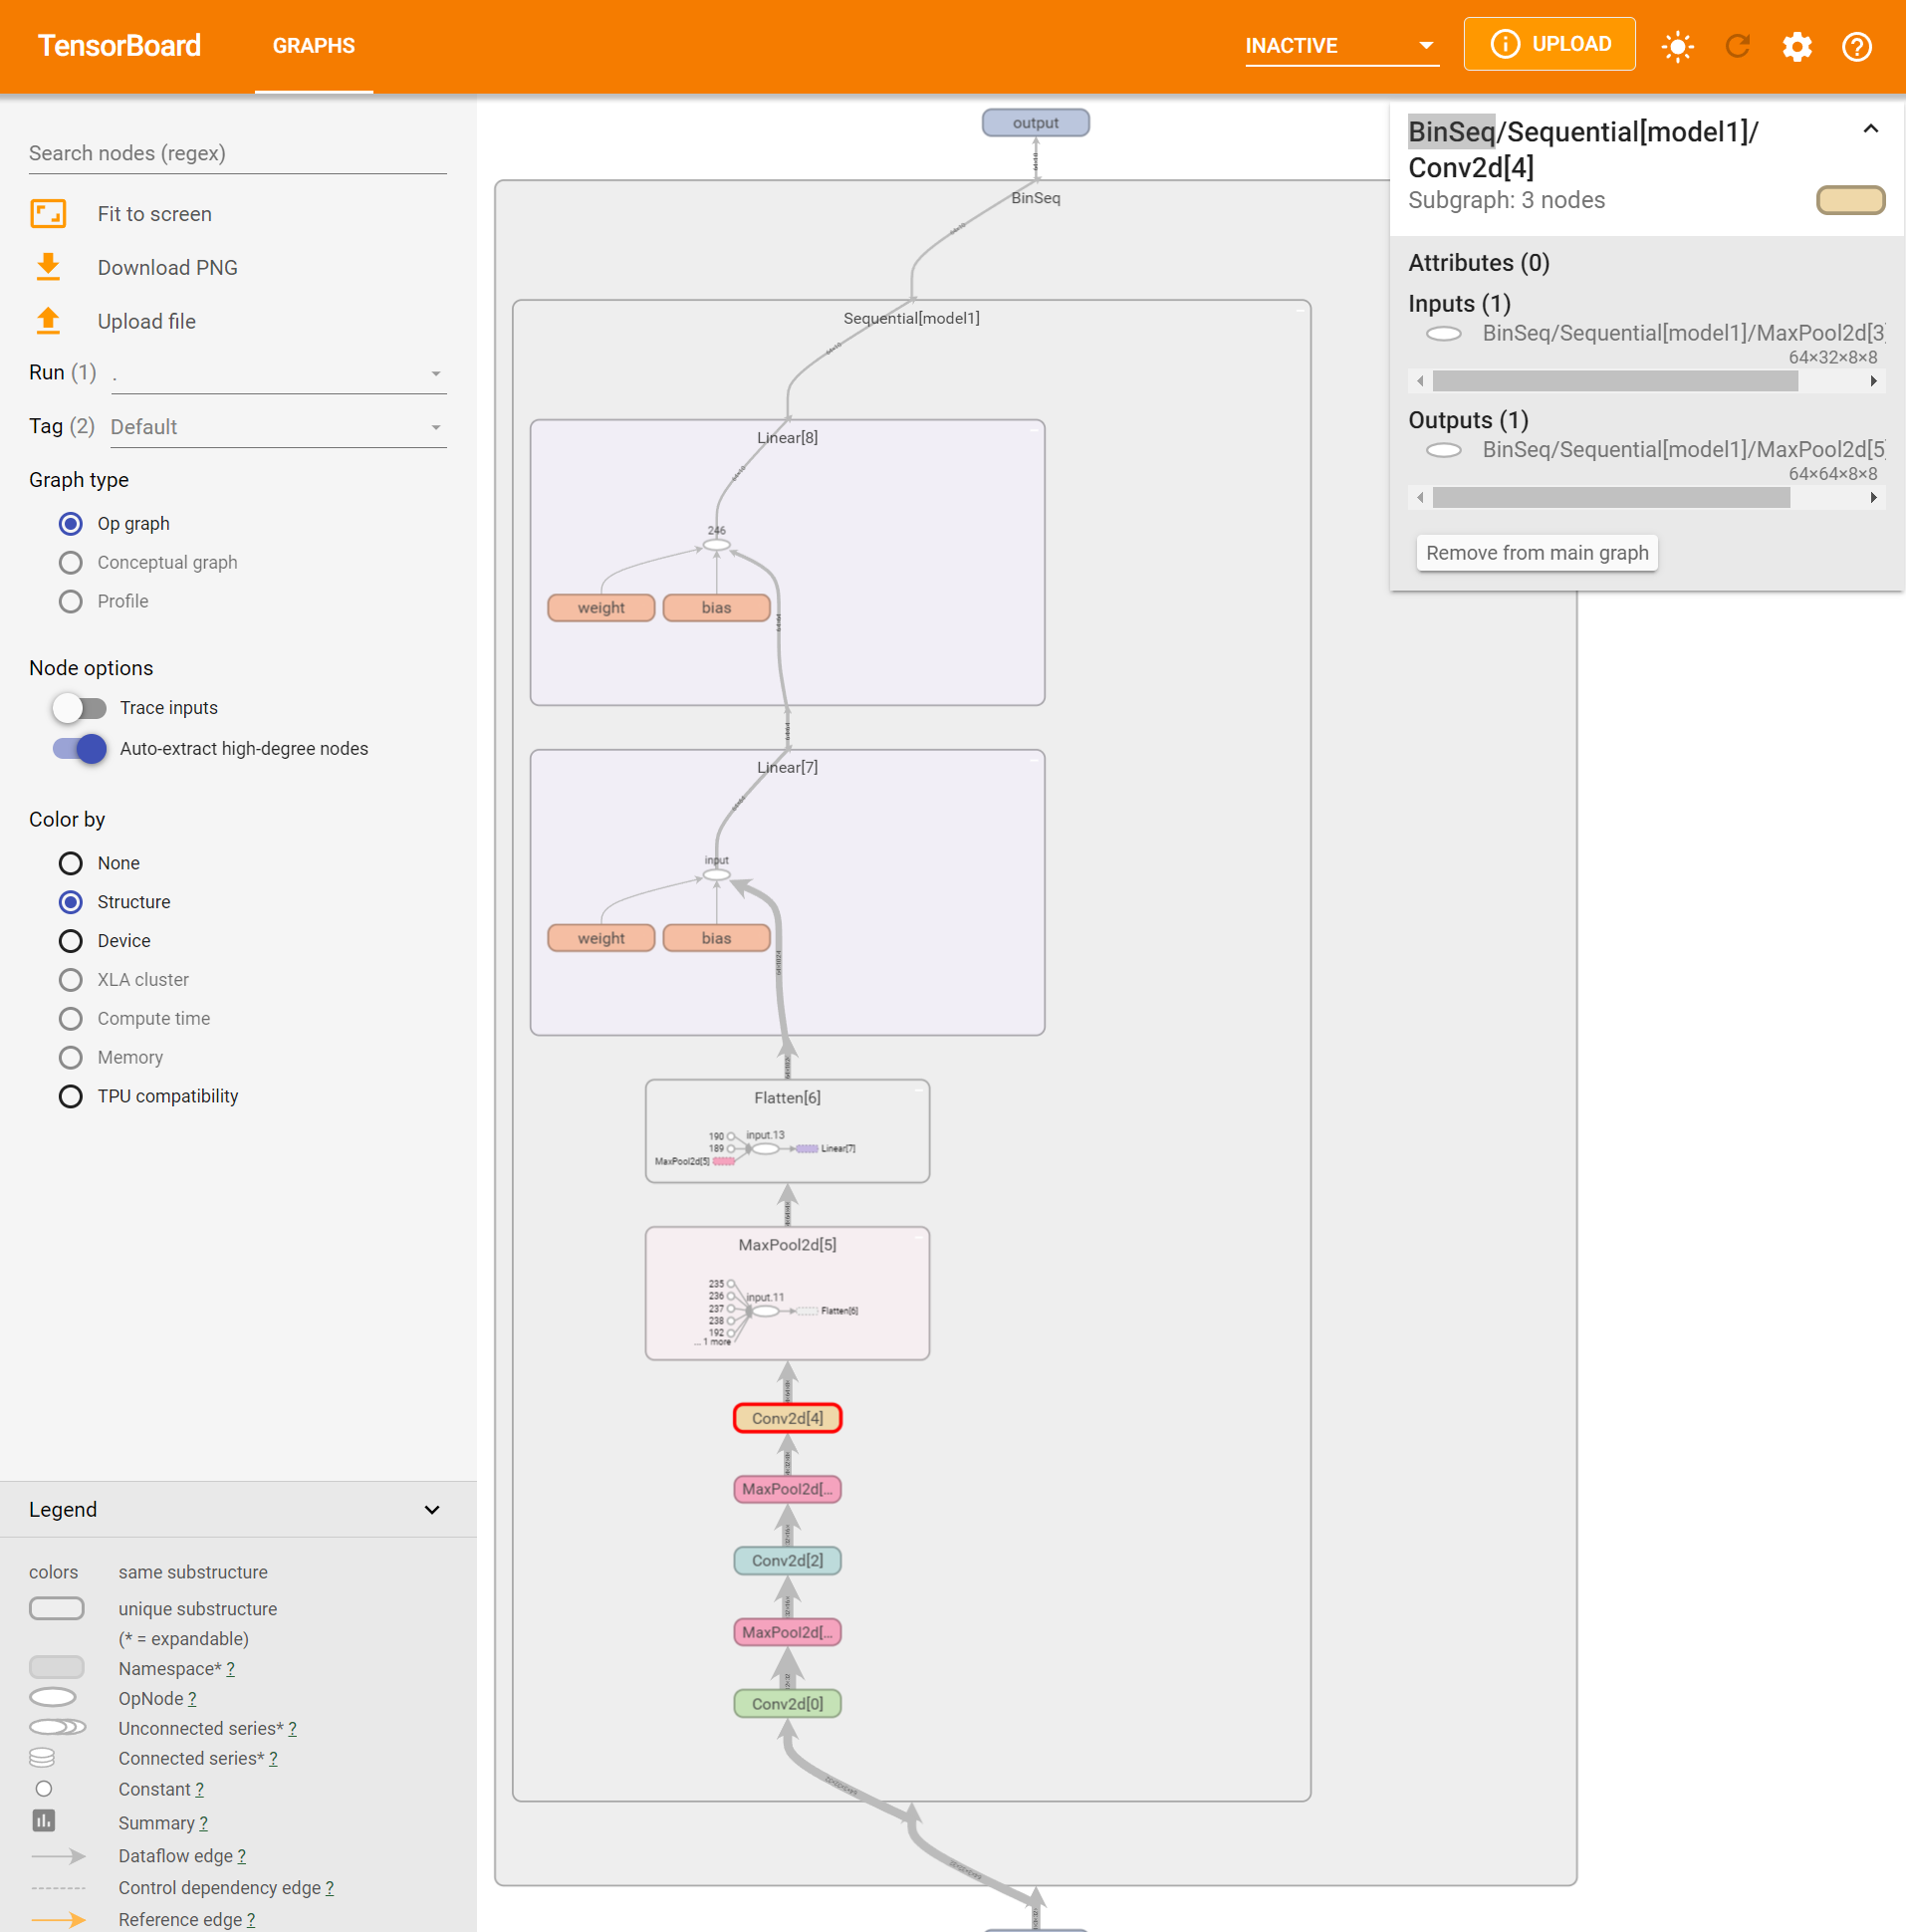 TensorBoard
GRAPHS
INACTIVE
UPLOAD
Search nodes (regex)
Fit to screen
Download PNG
Upload file
Run (1) .
Tag (2) Default
Graph type
Op graph
Conceptual graph
Profile
Node options
Trace inputs
Auto-extract high-degree nodes
Color by
None
Structure
Device
XLA cluster
Compute time
Memory
TPU compatibility
Legend
colors same substructure
unique substructure
(* = expandable)
Namespace* ?
OpNode ?
Unconnected series* ?
Connected series* ?
Constant ?
Summary ?
Dataflow edge ?
Control dependency edge ?
Reference edge ?
output
BinSeq
Sequential[model1]
Linear[8]
246
weight
bias
Linear[7]
input
weight
bias
Flatten[6]
190
input.13
189
Linear[7]
MaxPool2d[5]
MaxPool2d[5]
235
236
input.11
237
Flatten[6]
238
192
... 1 more
Conv2d[4]
MaxPool2d[...
Conv2d[2]
MaxPool2d[...
Conv2d[0]
BinSeq/Sequential[model1]/
Conv2d[4]
Subgraph: 3 nodes
Attributes (0)
Inputs (1)
BinSeq/Sequential[model1]/MaxPool2d[3]
64×32×8×8
Outputs (1)
BinSeq/Sequential[model1]/MaxPool2d[5]
64×64×8×8
Remove from main graph